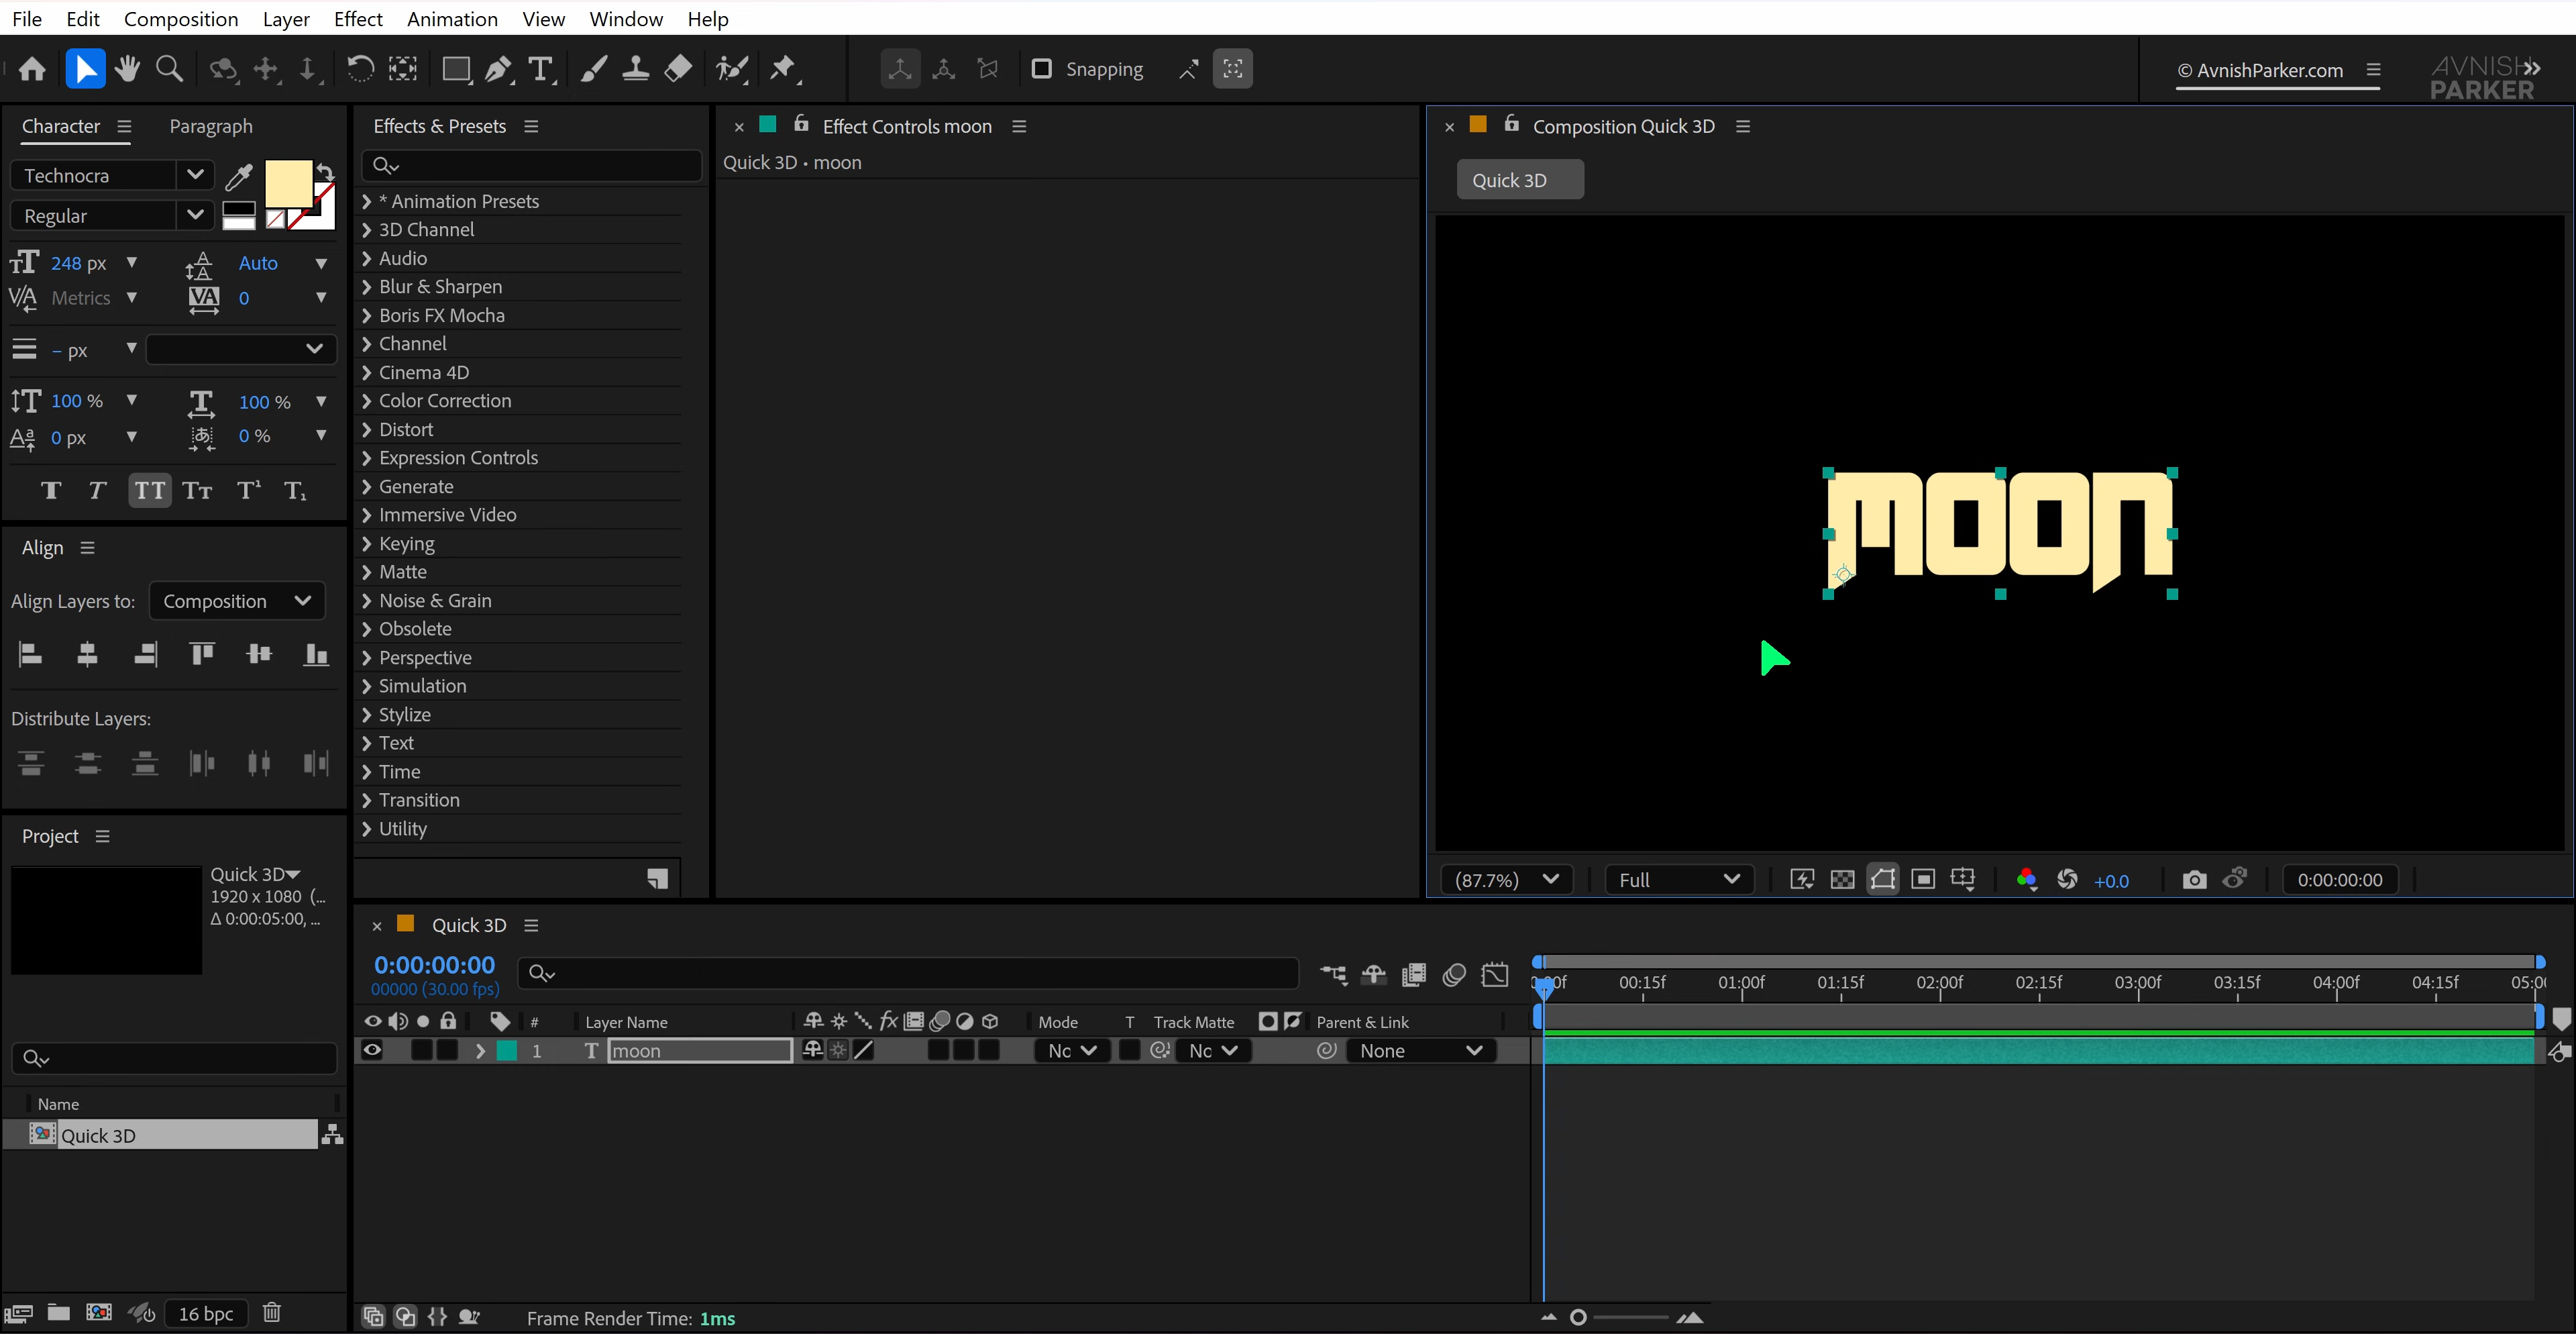 File Edit Composition Layer Effect Animation View Window Help
Snapping
© AvnishParker.com
AVNISH
PARKER
Character Paragraph
Technocra
Regular
248 px Auto
Metrics 0
– px
100 % 100 %
0 px 0 %
Align
Align Layers to: Composition
Distribute Layers:
Project
Quick 3D
1920 x 1080 (...
Δ 0:00:05:00, ...
Name
Quick 3D
16 bpc
Effects & Presets
* Animation Presets
3D Channel
Audio
Blur & Sharpen
Boris FX Mocha
Channel
Cinema 4D
Color Correction
Distort
Expression Controls
Generate
Immersive Video
Keying
Matte
Noise & Grain
Obsolete
Perspective
Simulation
Stylize
Text
Time
Transition
Utility
Effect Controls moon
Quick 3D • moon
Composition Quick 3D
Quick 3D
MOON
(87.7%) Full +0.0 0:00:00:00
Quick 3D
0:00:00:00
00000 (30.00 fps)
00f 00:15f 01:00f 01:15f 02:00f 02:15f 03:00f 03:15f 04:00f 04:15f 05:00
# Layer Name Mode T Track Matte Parent & Link
1 T moon No No None
Frame Render Time: 1ms